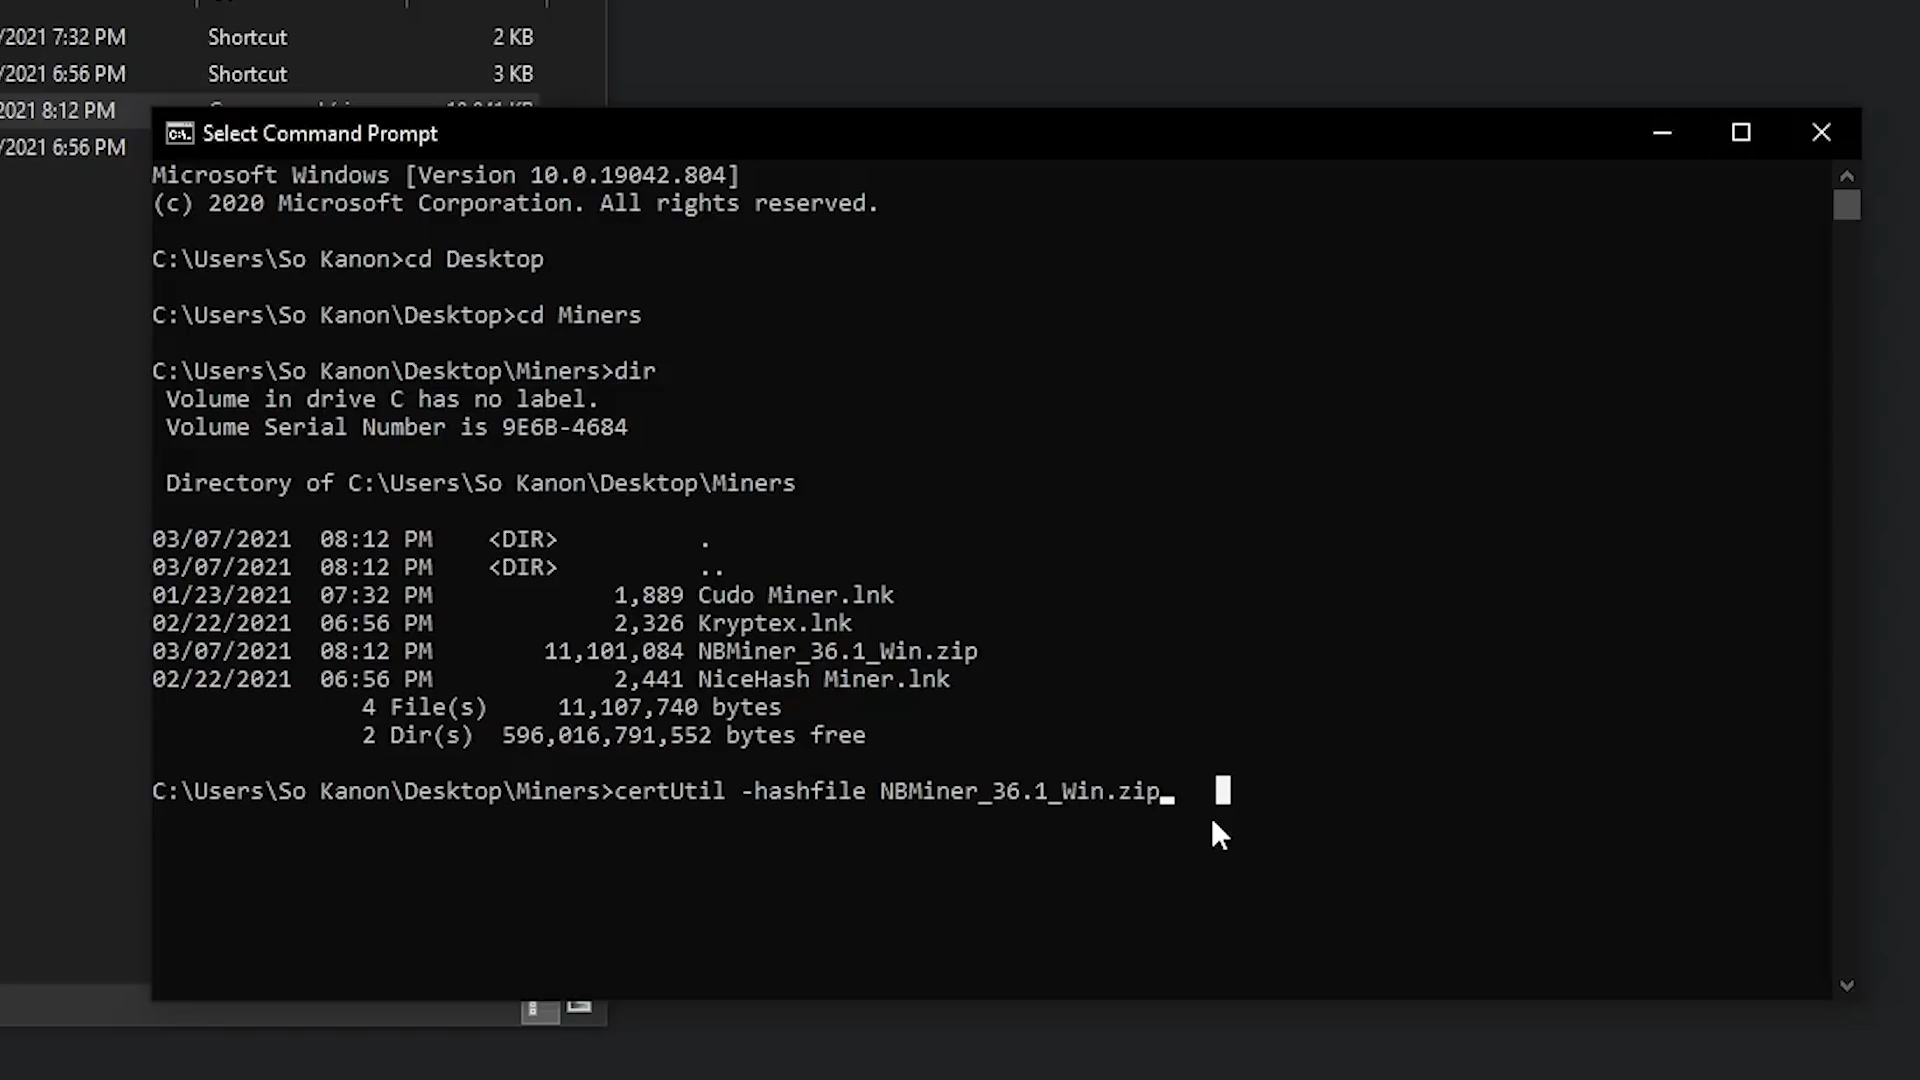 /2021 7:32 PM Shortcut 2 KB
/2021 6:56 PM Shortcut 3 KB
2021 8:12 PM
/2021 6:56 PM
Select Command Prompt
Microsoft Windows [Version 10.0.19042.804]
(c) 2020 Microsoft Corporation. All rights reserved.
C:\Users\So Kanon>cd Desktop
C:\Users\So Kanon\Desktop>cd Miners
C:\Users\So Kanon\Desktop\Miners>dir
Volume in drive C has no label.
Volume Serial Number is 9E6B-4684
Directory of C:\Users\So Kanon\Desktop\Miners
03/07/2021 08:12 PM <DIR> .
03/07/2021 08:12 PM <DIR> ..
01/23/2021 07:32 PM 1,889 Cudo Miner.lnk
02/22/2021 06:56 PM 2,326 Kryptex.lnk
03/07/2021 08:12 PM 11,101,084 NBMiner_36.1_Win.zip
02/22/2021 06:56 PM 2,441 NiceHash Miner.lnk
4 File(s) 11,107,740 bytes
2 Dir(s) 596,016,791,552 bytes free
C:\Users\So Kanon\Desktop\Miners>certUtil -hashfile NBMiner_36.1_Win.zip